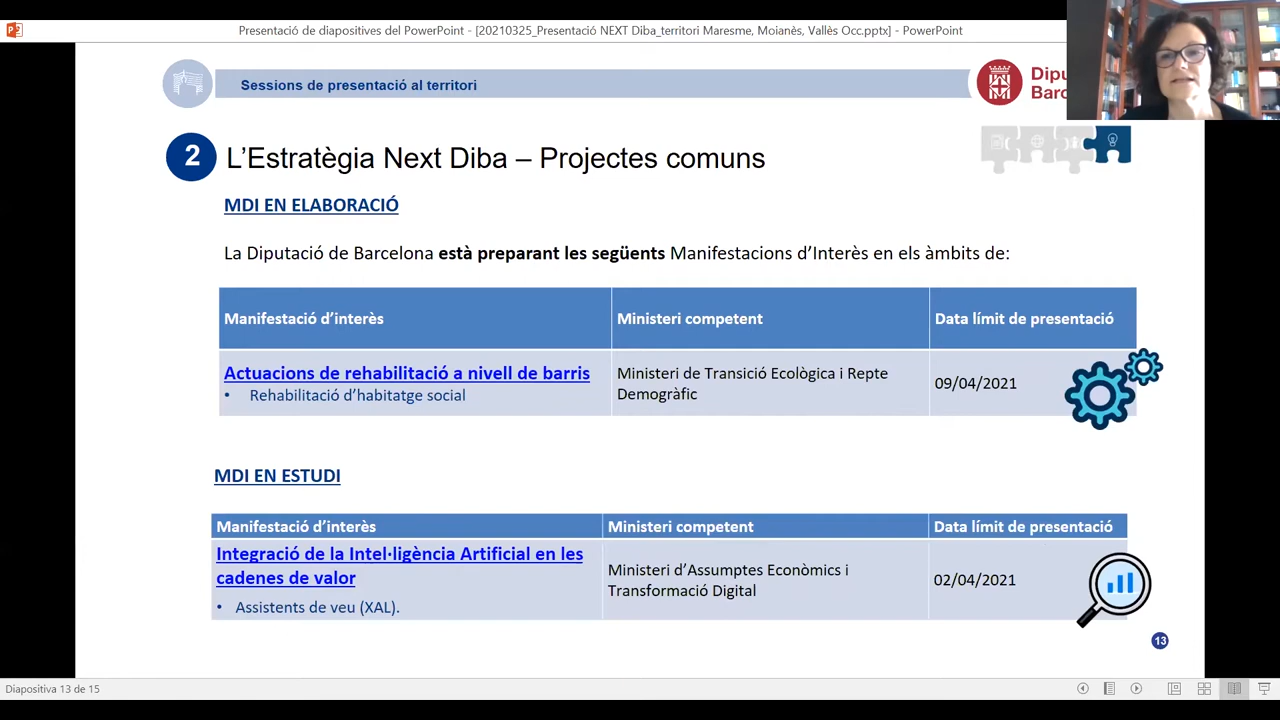 Presentació de diapositives del PowerPoint - [20210325_Presentació NEXT Diba_territori Maresme, Moianès, Vallès Occ.pptx] - PowerPoint
Sessions de presentació al territori
2
L'Estratègia Next Diba – Projectes comuns
MDI EN ELABORACIÓ
La Diputació de Barcelona està preparant les següents Manifestacions d'Interès en els àmbits de:
Manifestació d'interès Ministeri competent Data límit de presentació
Actuacions de rehabilitació a nivell de barris
• Rehabilitació d'habitatge social
Ministeri de Transició Ecològica i Repte
Demogràfic
09/04/2021
MDI EN ESTUDI
Manifestació d'interès Ministeri competent Data límit de presentació
Integració de la Intel·ligència Artificial en les
cadenes de valor
• Assistents de veu (XAL).
Ministeri d'Assumptes Econòmics i
Transformació Digital
02/04/2021
13
Diapositiva 13 de 15